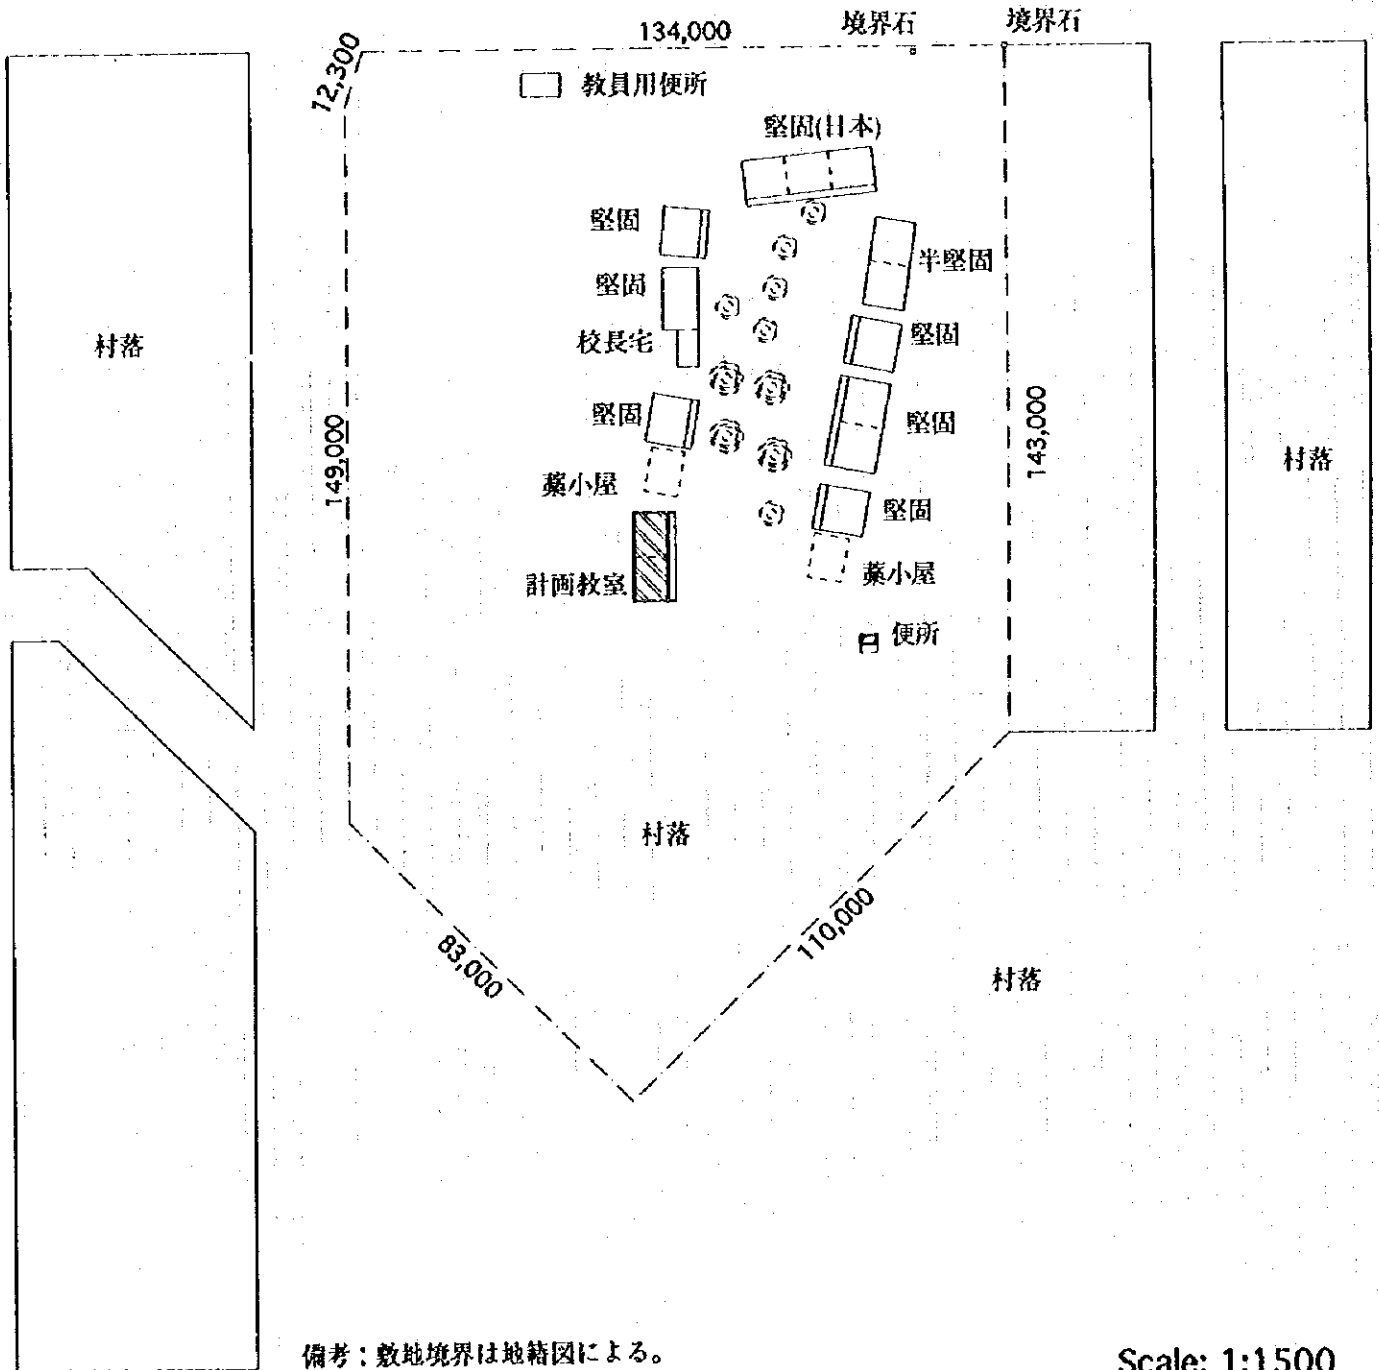 134,000
境界石
境界石
12,300
教員用便所
堅固(日本)
堅固
半堅固
堅固
村落
校長宅
堅固
堅固
堅固
149,000
143,000
村落
藁小屋
堅固
計画教室
藁小屋
便所
村落
83,000
110,000
村落
備考：敷地境界は地籍図による。
Scale: 1:1500